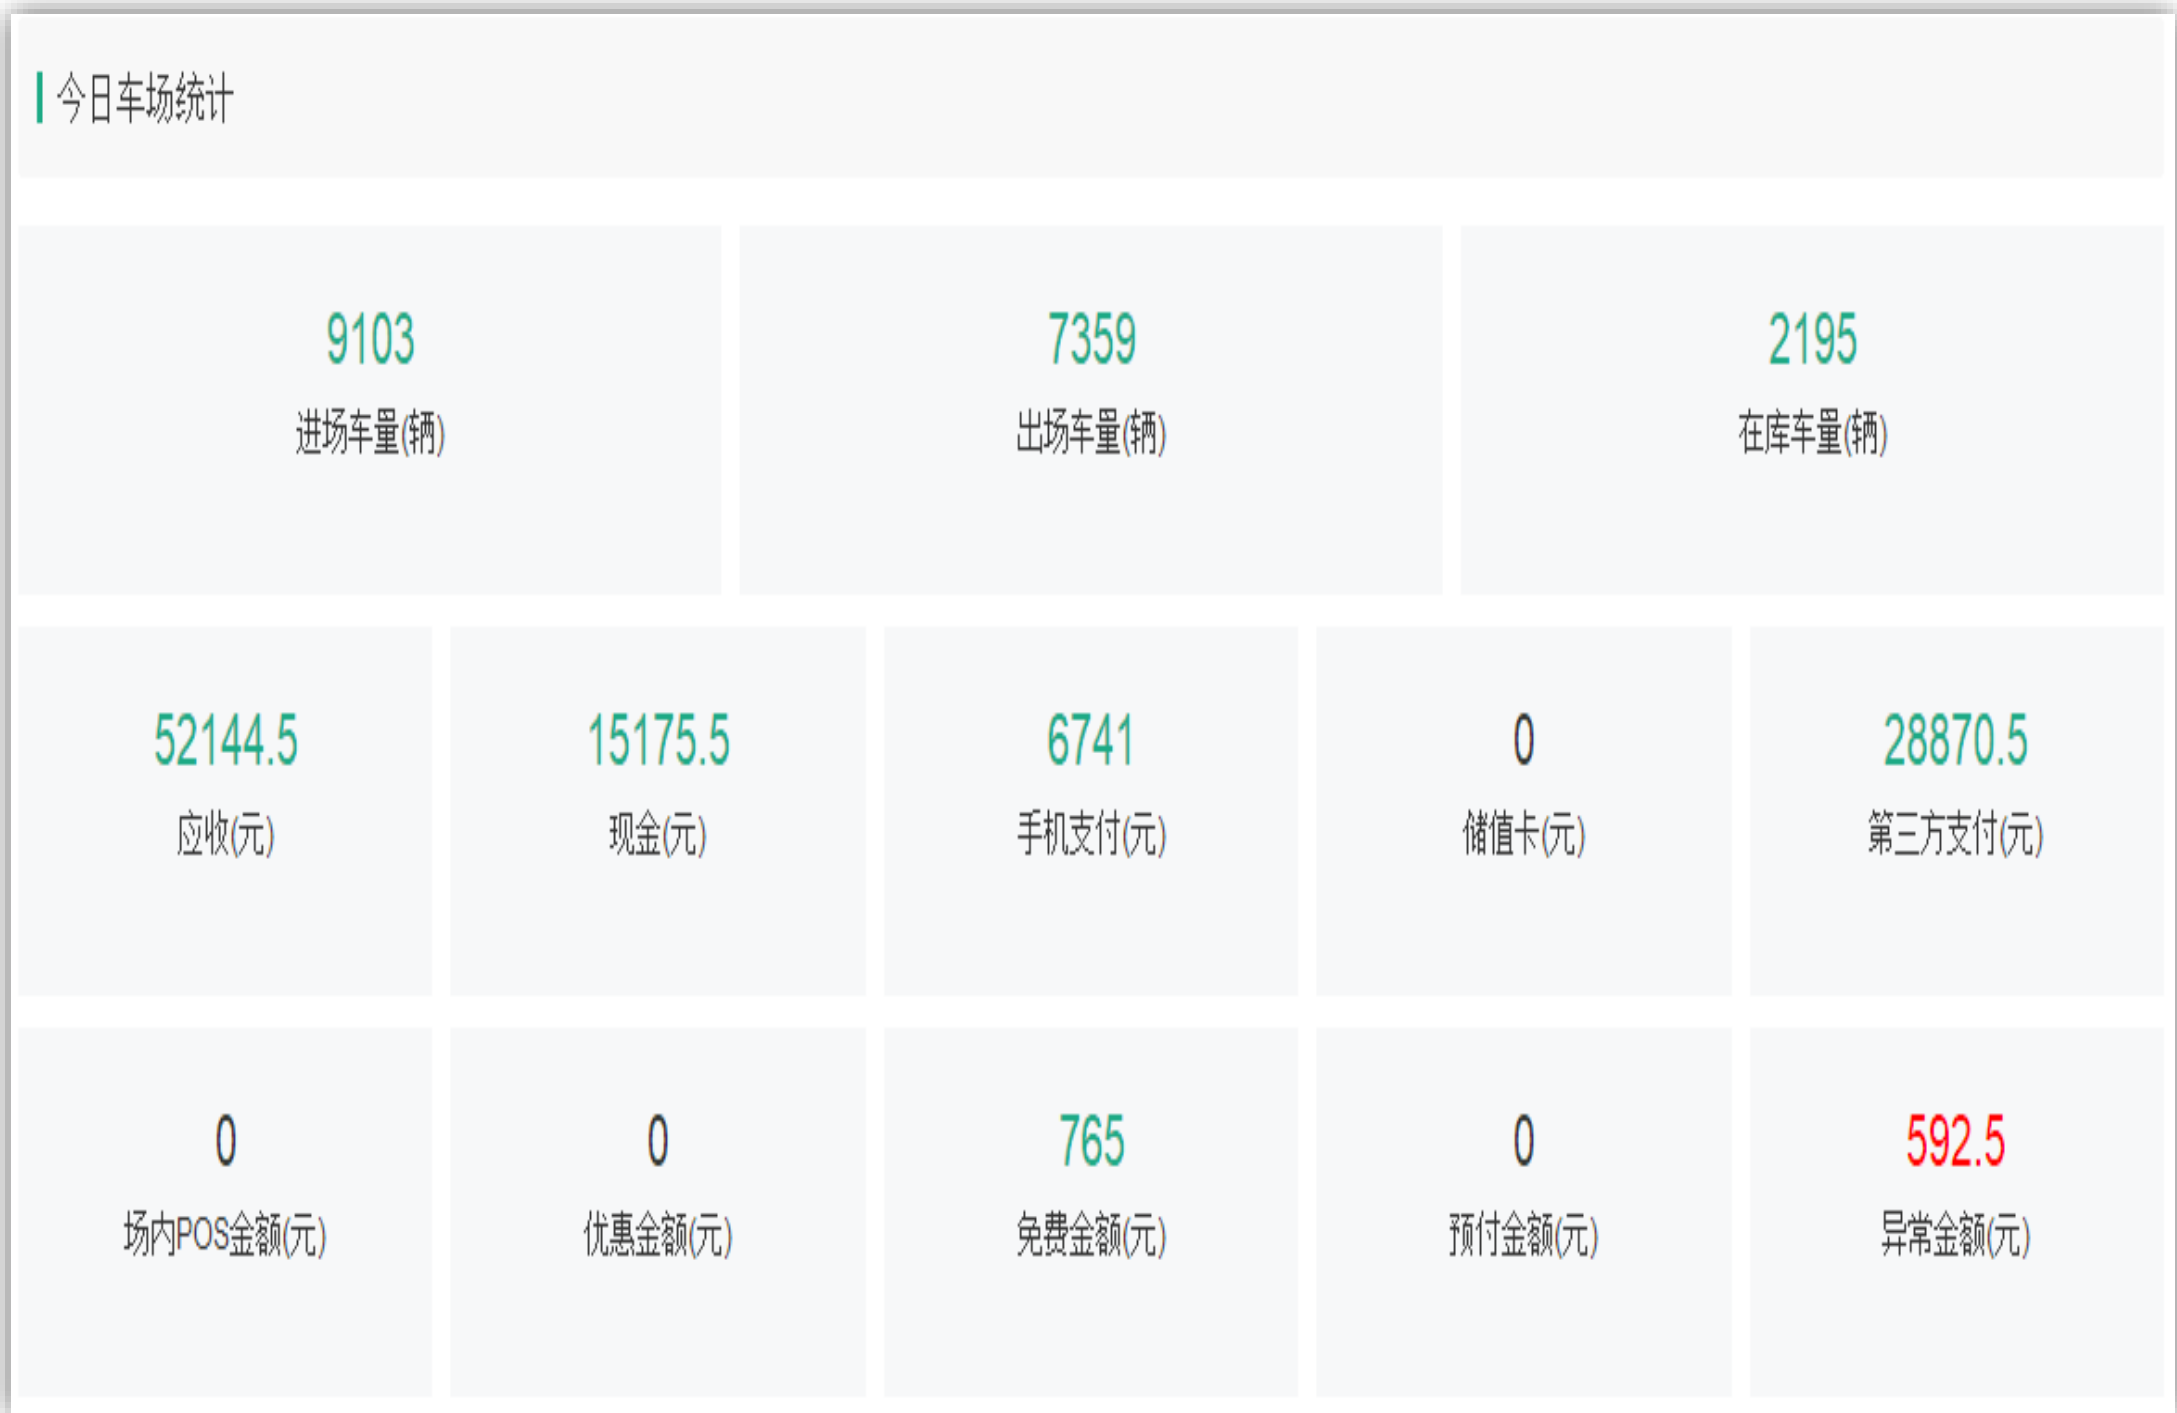 今日车场统计
9103
进场车量(辆)
7359
出场车量(辆)
2195
在库车量(辆)
52144.5
应收(元)
15175.5
现金(元)
6741
手机支付(元)
0
储值卡(元)
28870.5
第三方支付(元)
0
场内POS金额(元)
0
优惠金额(元)
765
免费金额(元)
0
预付金额(元)
592.5
异常金额(元)